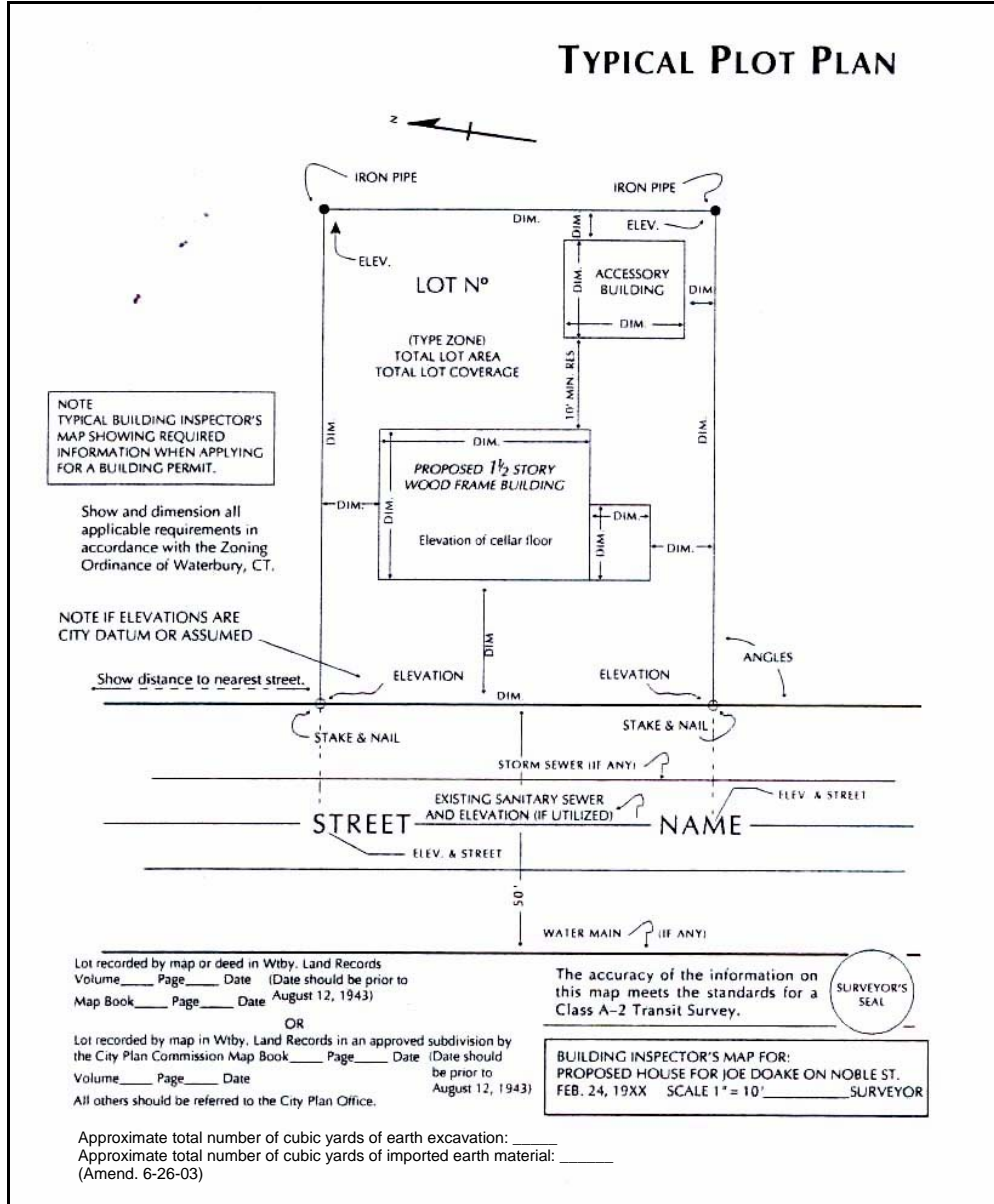 TYPICAL PLOT PLAN
Z
IRON PIPE
IRON PIPE
DIM.
DIM.
ELEV.
ELEV.
LOT Nº
DIM.
ACCESSORY
BUILDING
DIM
DIM.
(TYPE ZONE)
TOTAL LOT AREA
TOTAL LOT COVERAGE
10' MIN. RES
NOTE
TYPICAL BUILDING INSPECTOR'S
MAP SHOWING REQUIRED
INFORMATION WHEN APPLYING
FOR A BUILDING PERMIT.
DIM.
DIM.
DIM.
PROPOSED 1½ STORY
WOOD FRAME BUILDING
DIM.
DIM.
Elevation of cellar floor
DIM.
DIM.
DIM.
Show and dimension all
applicable requirements in
accordance with the Zoning
Ordinance of Waterbury, CT.
NOTE IF ELEVATIONS ARE
CITY DATUM OR ASSUMED
DIM
ANGLES
Show distance to nearest street.
ELEVATION
ELEVATION
DIM.
STAKE & NAIL
STAKE & NAIL
STORM SEWER (IF ANY)
EXISTING SANITARY SEWER
AND ELEVATION (IF UTILIZED)
ELEV & STREET
STREET NAME
ELEV. & STREET
50'
WATER MAIN (IF ANY)
Lot recorded by map or deed in Wtby. Land Records
Volume____ Page____ Date (Date should be prior to
Map Book____ Page____ Date August 12, 1943)
OR
Lot recorded by map in Wtby. Land Records in an approved subdivision by
the City Plan Commission Map Book____ Page____ Date (Date should
be prior to
Volume____ Page____ Date August 12, 1943)
All others should be referred to the City Plan Office.
The accuracy of the information on
this map meets the standards for a
Class A-2 Transit Survey.
SURVEYOR'S
SEAL
BUILDING INSPECTOR'S MAP FOR:
PROPOSED HOUSE FOR JOE DOAKE ON NOBLE ST.
FEB. 24, 19XX SCALE 1" = 10'__________SURVEYOR
Approximate total number of cubic yards of earth excavation: _____
Approximate total number of cubic yards of imported earth material: ______
(Amend. 6-26-03)